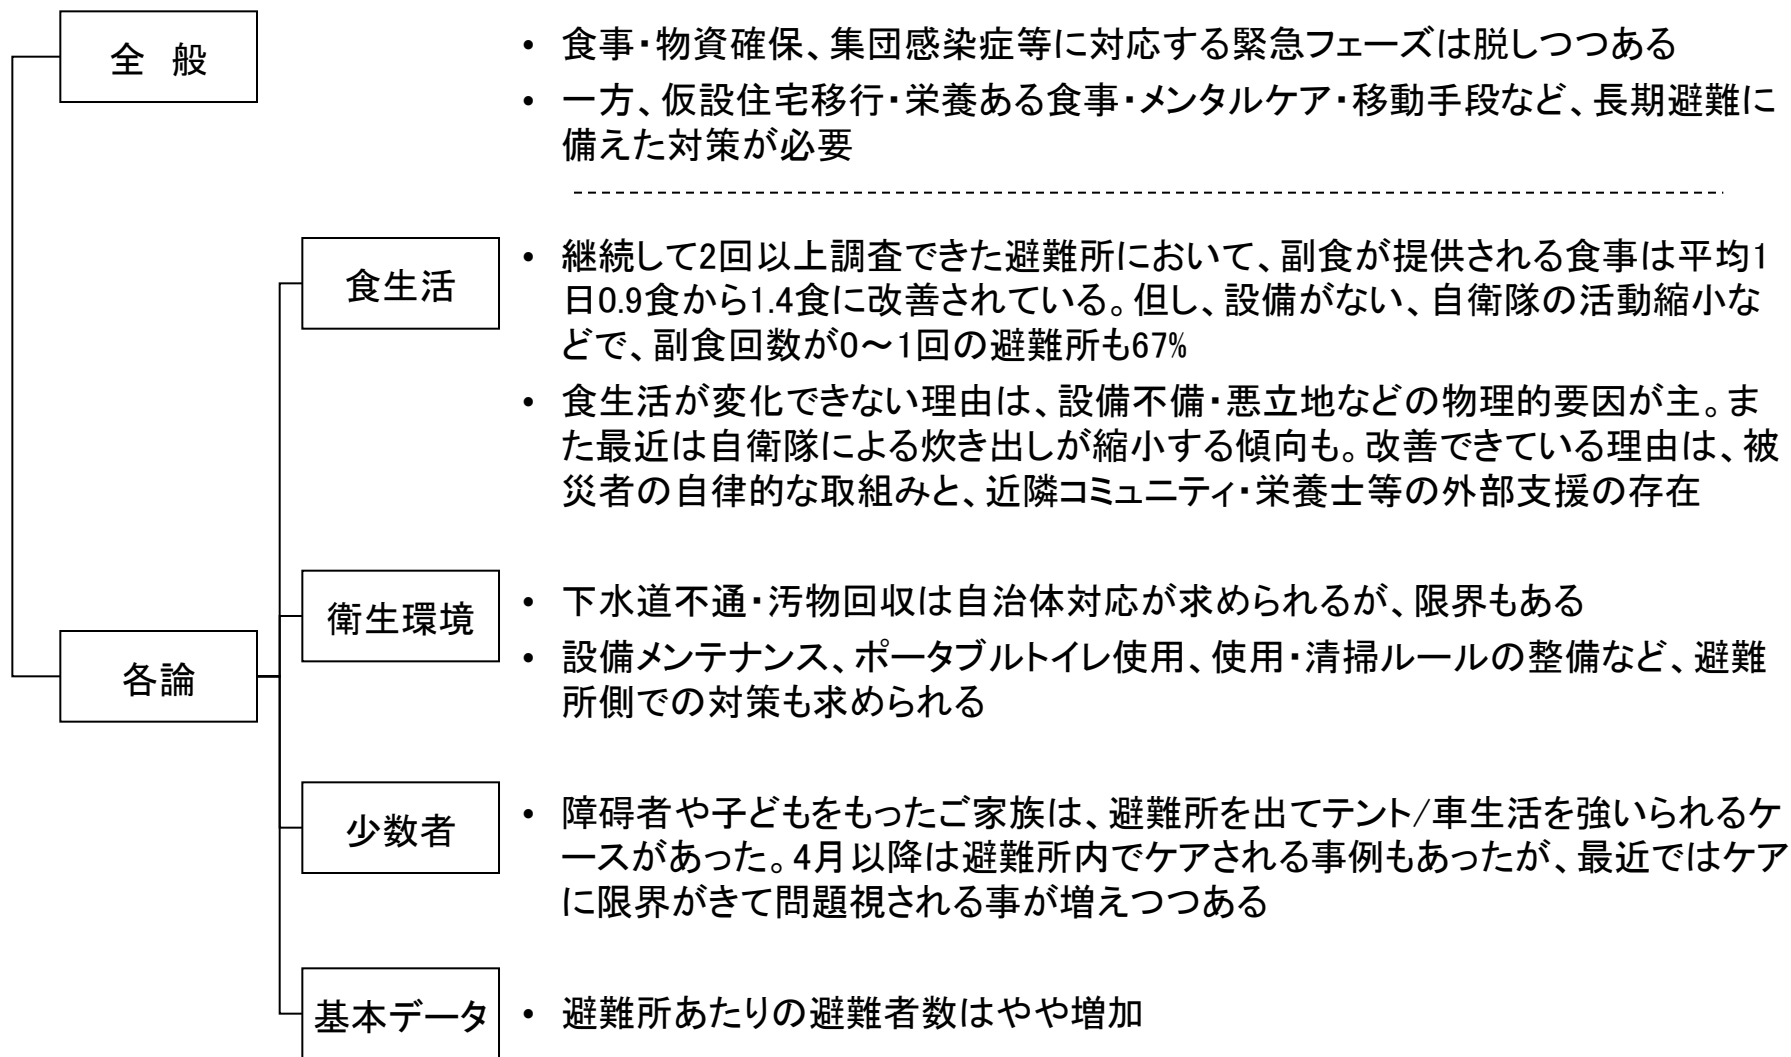 全 般
• 食事・物資確保、集団感染症等に対応する緊急フェーズは脱しつつある
• 一方、仮設住宅移行・栄養ある食事・メンタルケア・移動手段など、長期避難に
備えた対策が必要
食生活
• 継続して2回以上調査できた避難所において、副食が提供される食事は平均1
日0.9食から1.4食に改善されている。但し、設備がない、自衛隊の活動縮小な
どで、副食回数が0～1回の避難所も67%
• 食生活が変化できない理由は、設備不備・悪立地などの物理的要因が主。ま
た最近は自衛隊による炊き出しが縮小する傾向も。改善できている理由は、被
災者の自律的な取組みと、近隣コミュニティ・栄養士等の外部支援の存在
各論
衛生環境
• 下水道不通・汚物回収は自治体対応が求められるが、限界もある
• 設備メンテナンス、ポータブルトイレ使用、使用・清掃ルールの整備など、避難
所側での対策も求められる
少数者
• 障碍者や子どもをもったご家族は、避難所を出てテント/車生活を強いられるケ
ースがあった。4月以降は避難所内でケアされる事例もあったが、最近ではケア
に限界がきて問題視される事が増えつつある
基本データ
• 避難所あたりの避難者数はやや増加